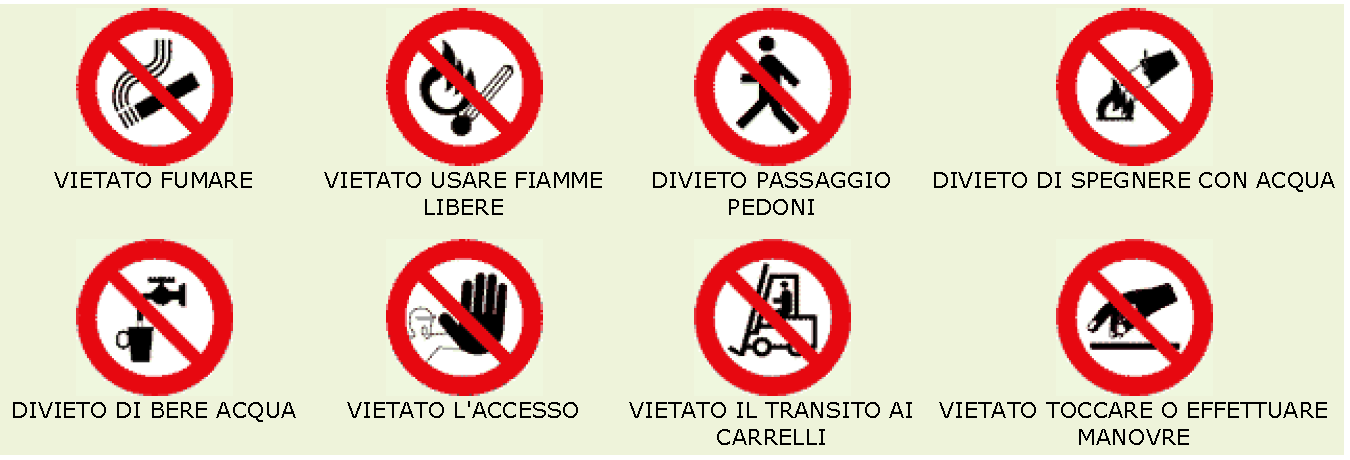 VIETATO FUMARE
VIETATO USARE FIAMME
LIBERE
DIVIETO PASSAGGIO
PEDONI
DIVIETO DI SPEGNERE CON ACQUA
DIVIETO DI BERE ACQUA
VIETATO L'ACCESSO
VIETATO IL TRANSITO AI
CARRELLI
VIETATO TOCCARE O EFFETTUARE
MANOVRE